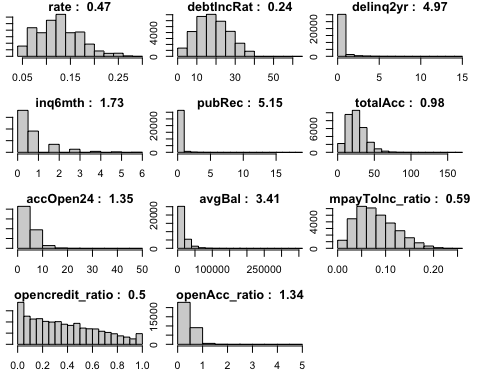 rate : 0.47
debtIncRat : 0.24
delinq2yr : 4.97
0.05 0.15 0.25
0 4000
0 10 30 50
0 20000
0 5 10 15
inq6mth : 1.73
pubRec : 5.15
totalAcc : 0.98
0 1 2 3 4 5 6
0 20000
0 5 10 15
0 6000
0 50 100 150
accOpen24 : 1.35
avgBal : 3.41
mpayToInc_ratio : 0.59
0 10 20 30 40 50
0 20000
0 100000 250000
0 4000
0.00 0.10 0.20
opencredit_ratio : 0.5
openAcc_ratio : 1.34
0.0 0.2 0.4 0.6 0.8 1.0
0 15000
0 1 2 3 4 5